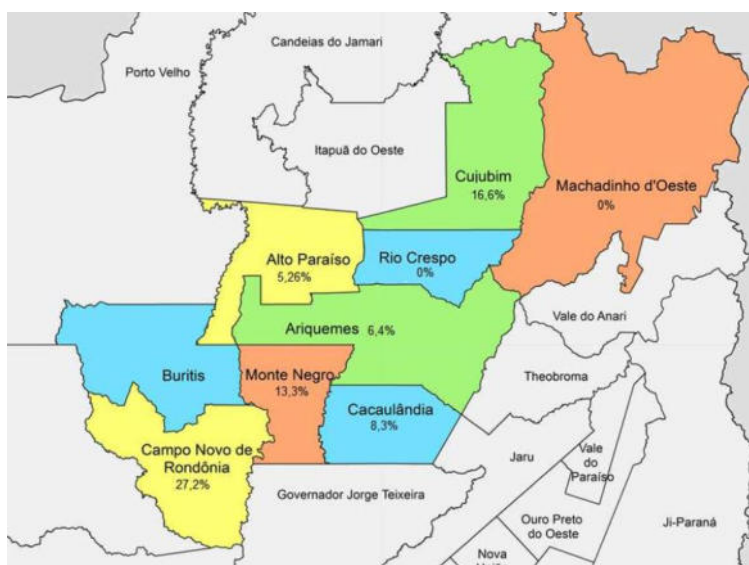 Candeias do Jamari
Porto Velho
Itapuã do Oeste
Cujubim
16,6%
Machadinho d'Oeste
0%
Alto Paraíso
5,26%
Rio Crespo
0%
Vale do Anari
Ariquemes 6,4%
Buritis
Monte Negro
13,3%
Theobroma
Cacaulândia
8,3%
Campo Novo de
Rondônia
27,2%
Jaru
Vale
do
Paraíso
Governador Jorge Teixeira
Ouro Preto
do Oeste
Ji-Paraná
Nova